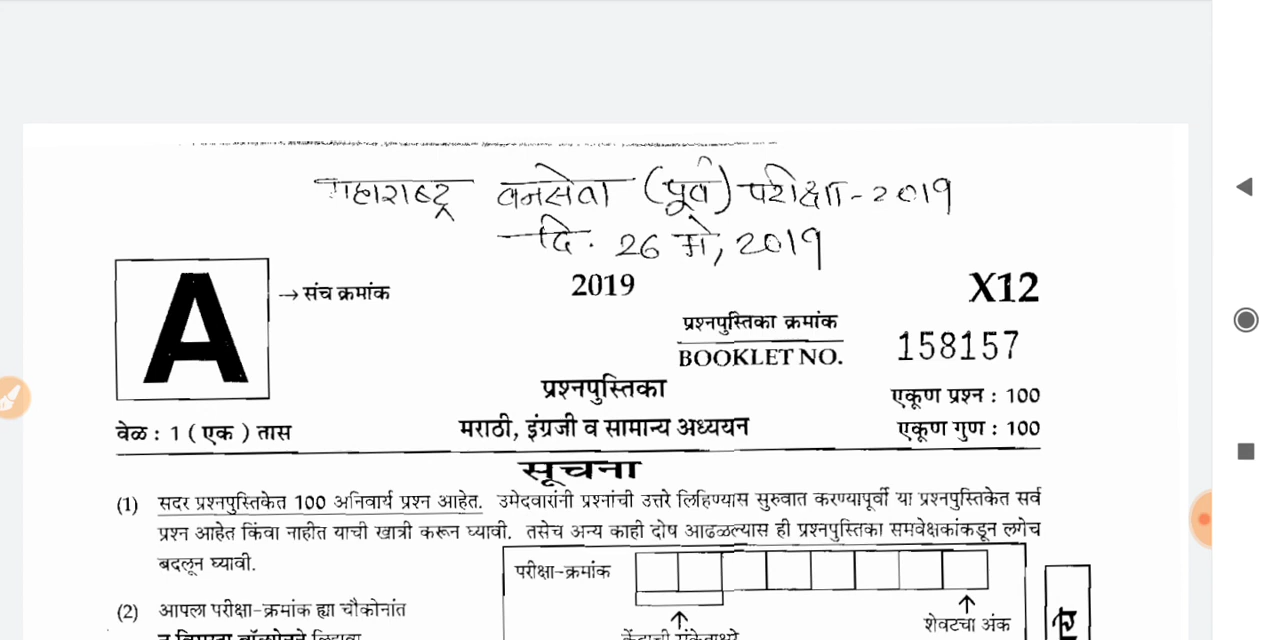 महाराष्ट्र वनसेवा (पूर्व) परीक्षा-2019
दि. 26 मे, 2019
A
→ संच क्रमांक
2019
X12
प्रश्नपुस्तिका क्रमांक
BOOKLET NO.
158157
प्रश्नपुस्तिका
एकूण प्रश्न : 100
वेळ : 1 ( एक ) तास
मराठी, इंग्रजी व सामान्य अध्ययन
एकूण गुण : 100
सूचना
(1) सदर प्रश्नपुस्तिकेत 100 अनिवार्य प्रश्न आहेत. उमेदवारांनी प्रश्नांची उत्तरे लिहिण्यास सुरुवात करण्यापूर्वी या प्रश्नपुस्तिकेत सर्व
प्रश्न आहेत किंवा नाहीत याची खात्री करून घ्यावी. तसेच अन्य काही दोष आढळल्यास ही प्रश्नपुस्तिका समवेक्षकांकडून लगेच
बदलून घ्यावी.
परीक्षा-क्रमांक
(2) आपला परीक्षा-क्रमांक ह्या चौकोनांत
शेवटचा अंक